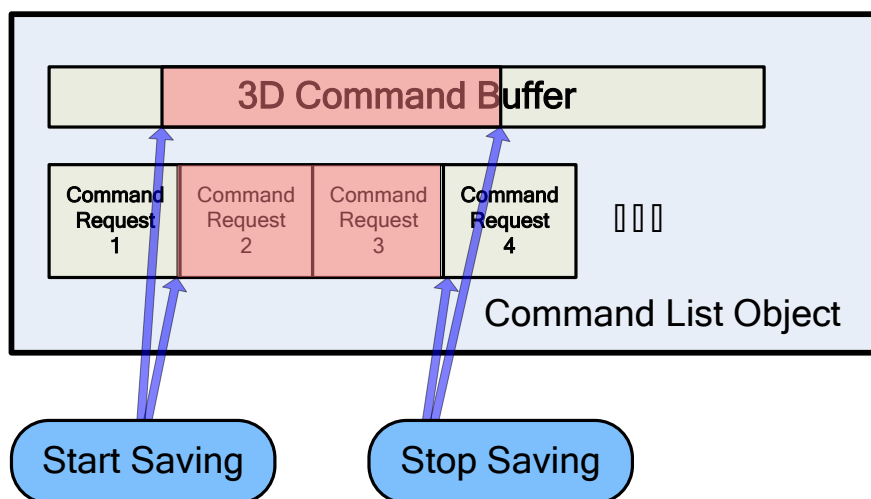 3D Command Buffer
Command
Request
1
Command
Request
2
Command
Request
3
Command
Request
4
Command List Object
Start Saving
Stop Saving